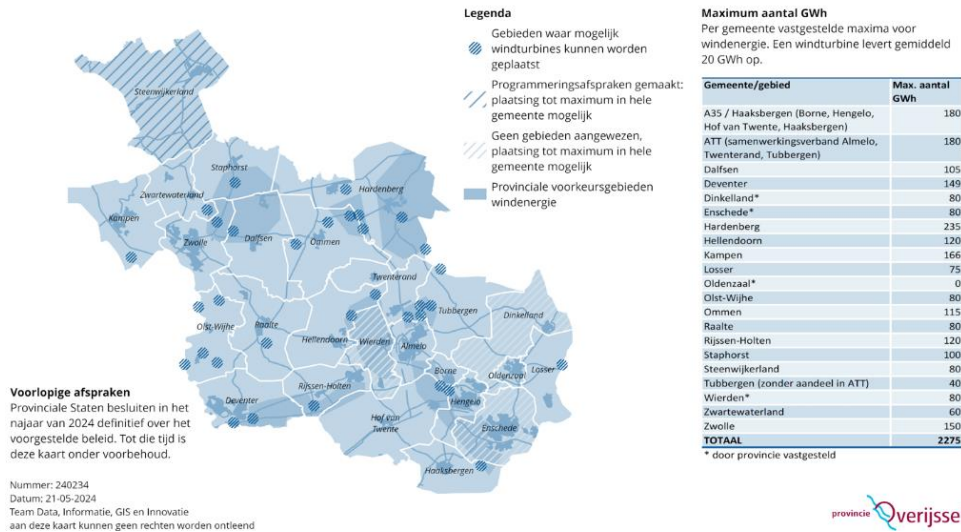 Legenda
Gebieden waar mogelijk
windturbines kunnen worden
geplaatst
Programmeringsafspraken gemaakt:
plaatsing tot maximum in hele
gemeente mogelijk
Geen gebieden aangewezen,
plaatsing tot maximum in hele
gemeente mogelijk
Provinciale voorkeursgebieden
windenergie
Maximum aantal GWh
Per gemeente vastgestelde maxima voor
windenergie. Een windturbine levert gemiddeld
20 GWh op.
Gemeente/gebied Max. aantal
GWh
A35 / Haaksbergen (Borne, Hengelo, 180
Hof van Twente, Haaksbergen)
ATT (samenwerkingsverband Almelo, 180
Twenterand, Tubbergen)
Dalfsen 105
Deventer 149
Dinkelland* 80
Enschede* 80
Hardenberg 235
Hellendoorn 120
Kampen 166
Losser 75
Oldenzaal* 0
Olst-Wijhe 80
Ommen 115
Raalte 80
Rijssen-Holten 120
Staphorst 100
Steenwijkerland 80
Tubbergen (zonder aandeel in ATT) 40
Wierden* 80
Zwartewaterland 60
Zwolle 150
TOTAAL 2275
* door provincie vastgesteld
Steenwijkerland
Staphorst
Zwartewaterland
Hardenberg
Kampen
Zwolle
Dalfsen
Ommen
Twenterand
Tubbergen
Dinkelland
Olst-Wijhe
Raalte
Hellendoorn
Wierden
Almelo
Borne
Oldenzaal
Losser
Rijssen-Holten
Deventer
Hengelo
Hof van
Twente
Enschede
Haaksbergen
Voorlopige afspraken
Provinciale Staten besluiten in het
najaar van 2024 definitief over het
voorgestelde beleid. Tot die tijd is
deze kaart onder voorbehoud.
Nummer: 240234
Datum: 21-05-2024
Team Data, Informatie, GIS en Innovatie
aan deze kaart kunnen geen rechten worden ontleend
provincie Overijssel